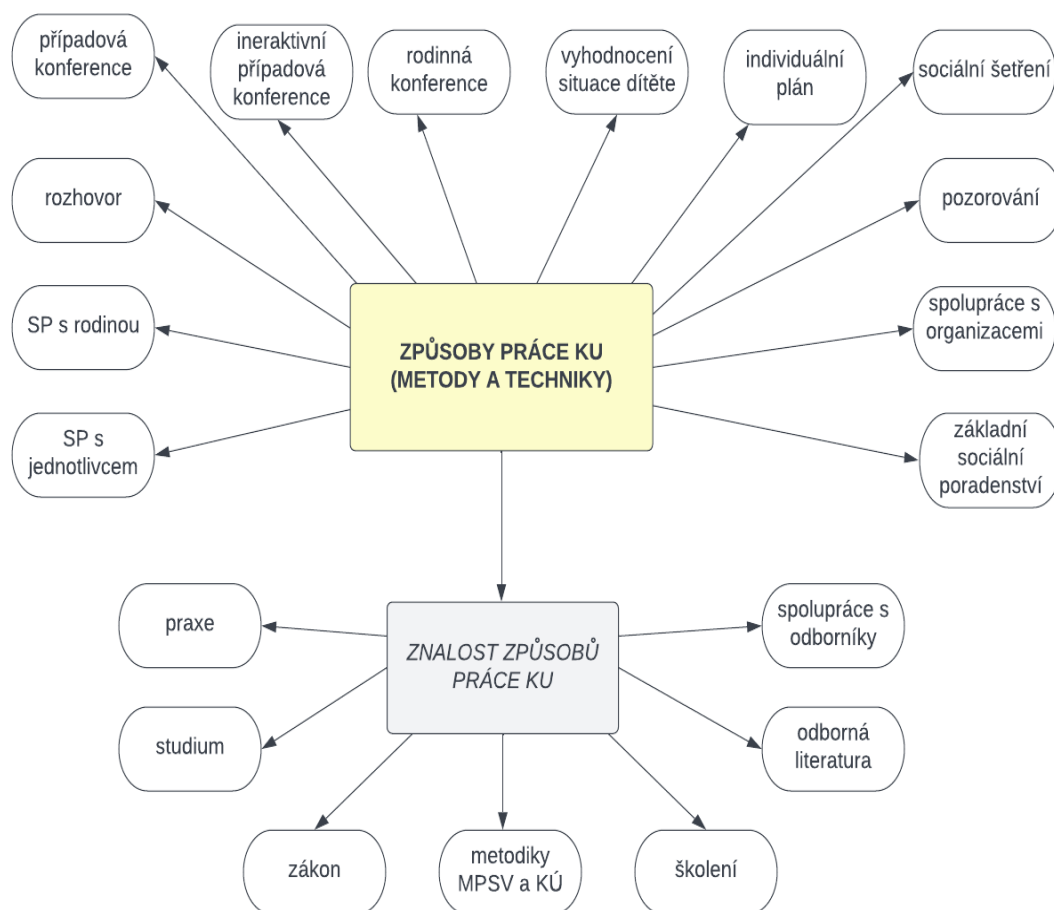 případová
konference
ineraktivní
případová
konference
rodinná
konference
vyhodnocení
situace dítěte
individuální
plán
sociální šetření
rozhovor
pozorování
SP s rodinou
spolupráce s
organizacemi
ZPŮSOBY PRÁCE KU
(METODY A TECHNIKY)
SP s
jednotlivcem
základní
sociální
poradenství
praxe
spolupráce s
odborníky
ZNALOST ZPŮSOBŮ
PRÁCE KU
studium
odborná
literatura
zákon
metodiky
MPSV a KÚ
školení